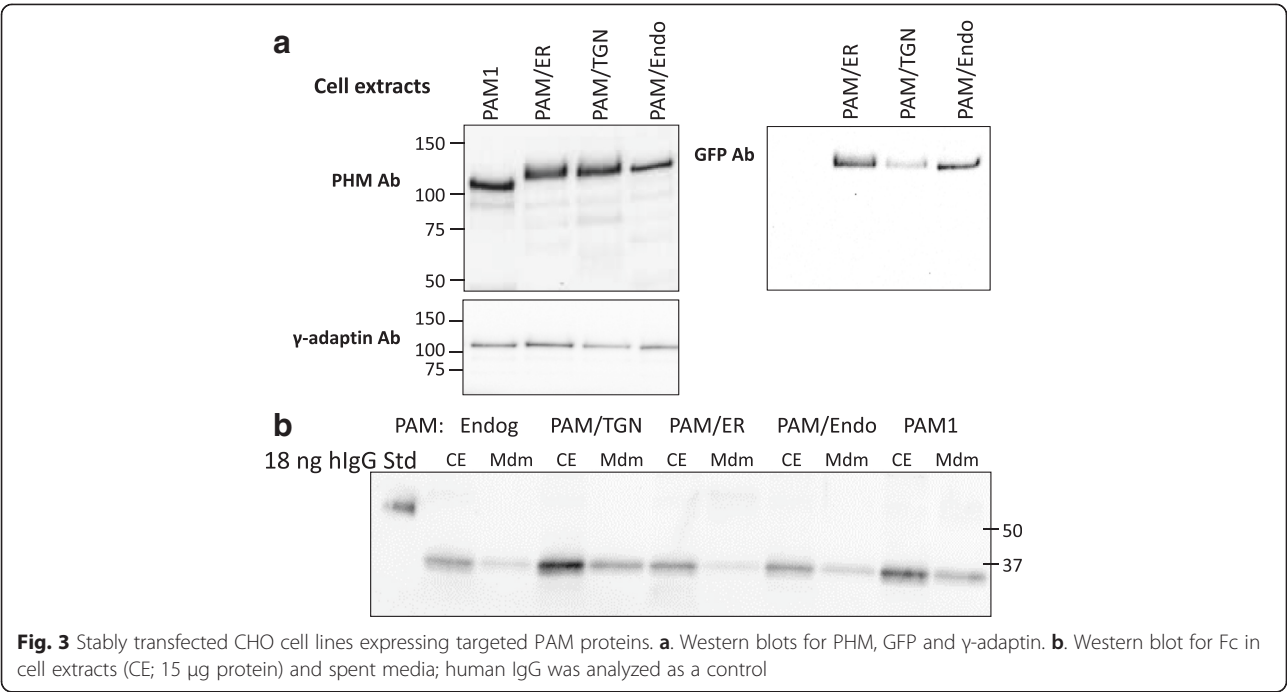 a
Cell extracts
PAM1
PAM/ER
PAM/TGN
PAM/Endo
PHM Ab
150
100
75
50
GFP Ab
PAM/ER
PAM/TGN
PAM/Endo
γ-adaptin Ab
150
100
75
b
PAM: Endog PAM/TGN PAM/ER PAM/Endo PAM1
18 ng hIgG Std CE Mdm CE Mdm CE Mdm CE Mdm CE Mdm
50
37
Fig. 3 Stably transfected CHO cell lines expressing targeted PAM proteins. a. Western blots for PHM, GFP and γ-adaptin. b. Western blot for Fc in
cell extracts (CE; 15 μg protein) and spent media; human IgG was analyzed as a control